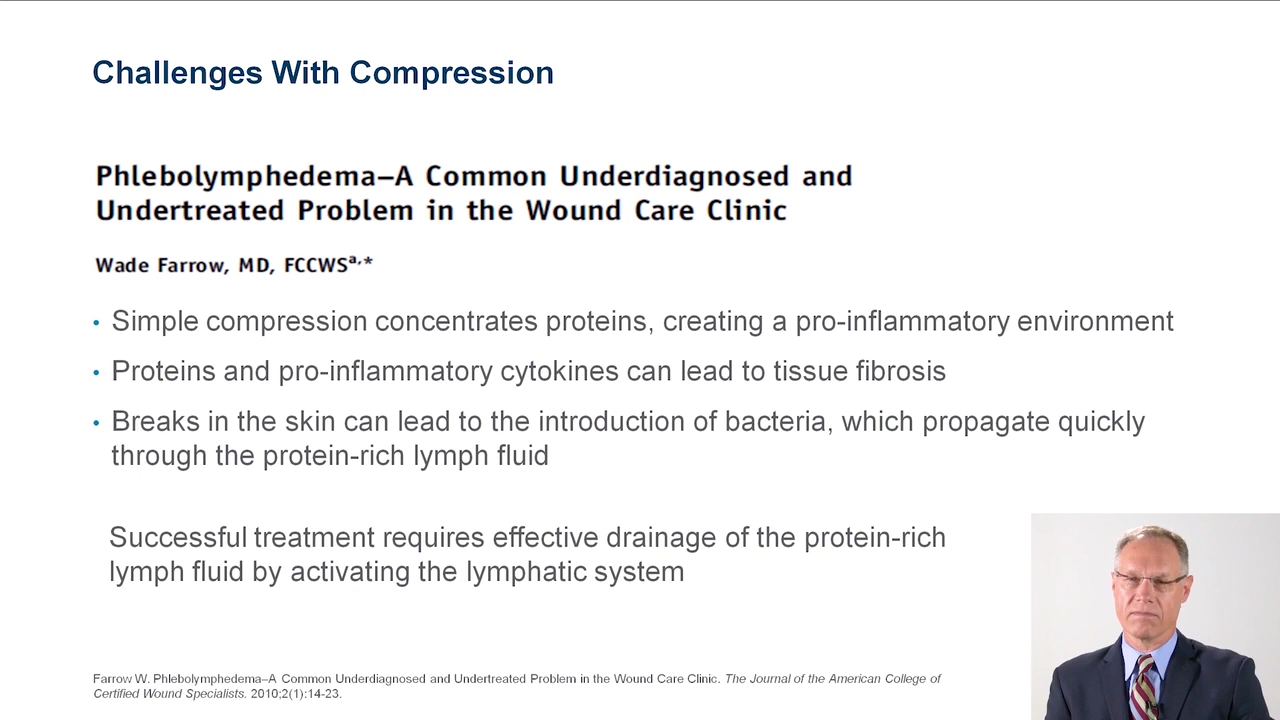 Challenges With Compression
Phlebolymphedema–A Common Underdiagnosed and
Undertreated Problem in the Wound Care Clinic
Wade Farrow, MD, FCCWSa,*
• Simple compression concentrates proteins, creating a pro-inflammatory environment
• Proteins and pro-inflammatory cytokines can lead to tissue fibrosis
• Breaks in the skin can lead to the introduction of bacteria, which propagate quickly
through the protein-rich lymph fluid
Successful treatment requires effective drainage of the protein-rich
lymph fluid by activating the lymphatic system
Farrow W. Phlebolymphedema–A Common Underdiagnosed and Undertreated Problem in the Wound Care Clinic. The Journal of the American College of
Certified Wound Specialists. 2010;2(1):14-23.